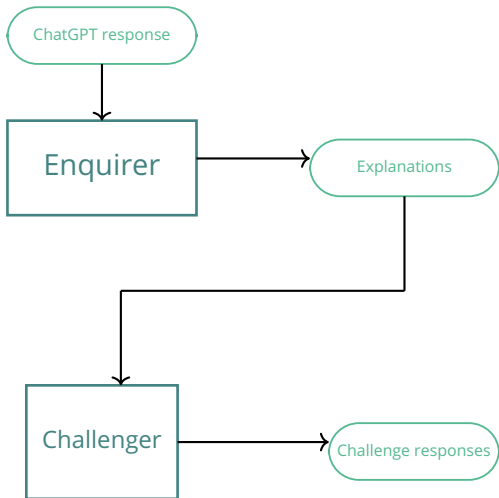 ChatGPT response
Enquirer
Explanations
Challenger
Challenge responses